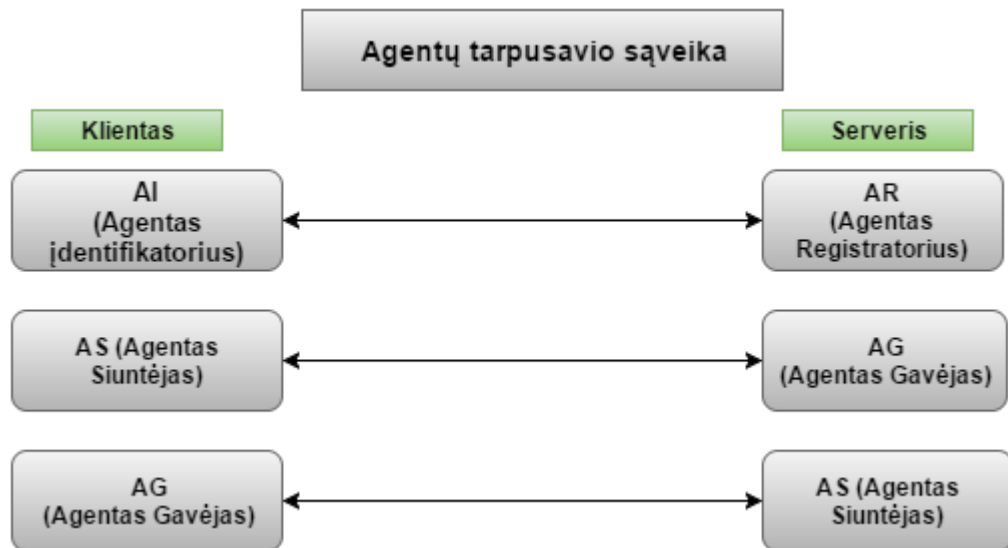 Agentų tarpusavio sąveika
Klientas
Serveris
AI
(Agentas
įdentifikatorius)
AR
(Agentas
Registratorius)
AS (Agentas
Siuntėjas)
AG
(Agentas Gavėjas)
AG
(Agentas Gavėjas)
AS (Agentas
Siuntėjas)